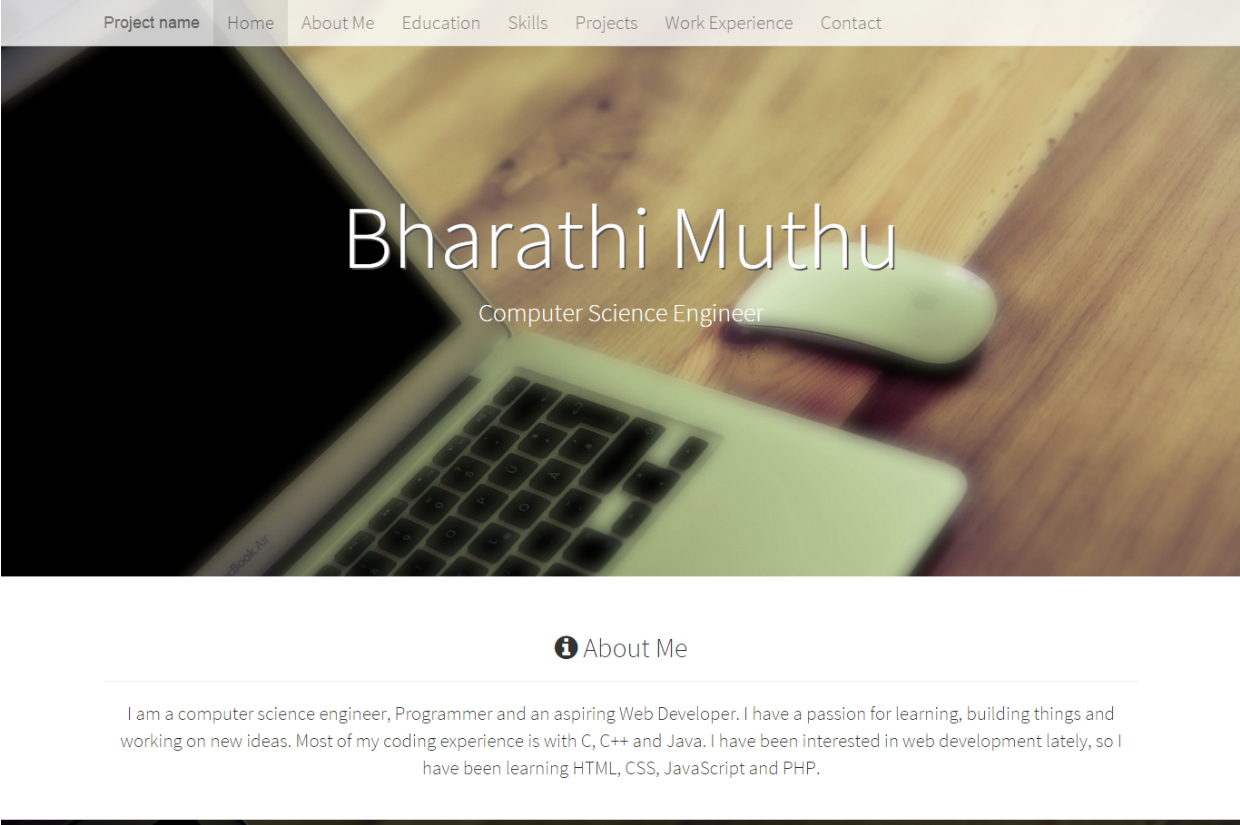 Project name Home About Me Education Skills Projects Work Experience Contact
Bharathi Muthu
Computer Science Engineer
Book Air
About Me
I am a computer science engineer, Programmer and an aspiring Web Developer. I have a passion for learning, building things and
working on new ideas. Most of my coding experience is with C, C++ and Java. I have been interested in web development lately, so I
have been learning HTML, CSS, JavaScript and PHP.